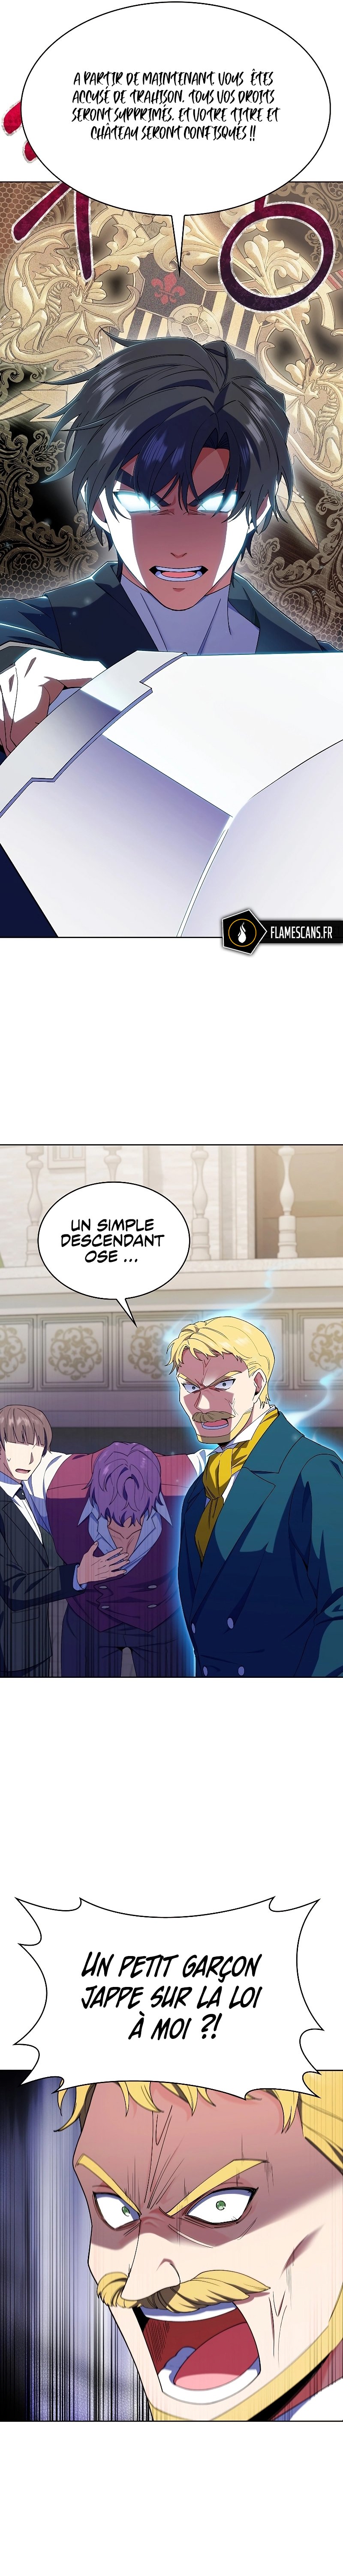 A PARTIR DE MAINTENANT, VOUS ÊTES
ACCUSÉ DE TRAHISON. TOUS VOS DROITS
SERONT SUPPRIMÉS, ET VOTRE TITRE ET
CHÂTEAU SERONT CONFISQUÉS !!
FLAMESCANS.FR
UN SIMPLE
DESCENDANT
OSE ...
UN PETIT GARÇON
JAPPE SUR LA LOI
À MOI ?!